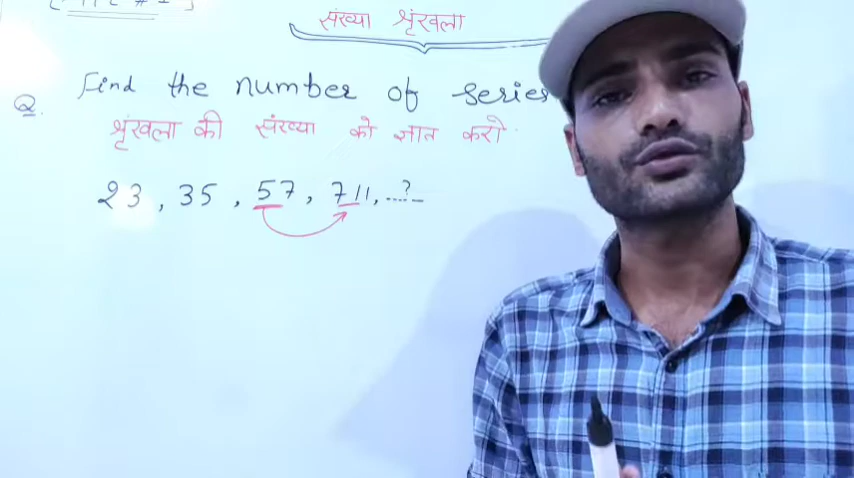 संख्या श्रृंखला
Q. Find the number of series
श्रृंखला की संख्या को ज्ञात करो
23, 35, 57, 711, ....?